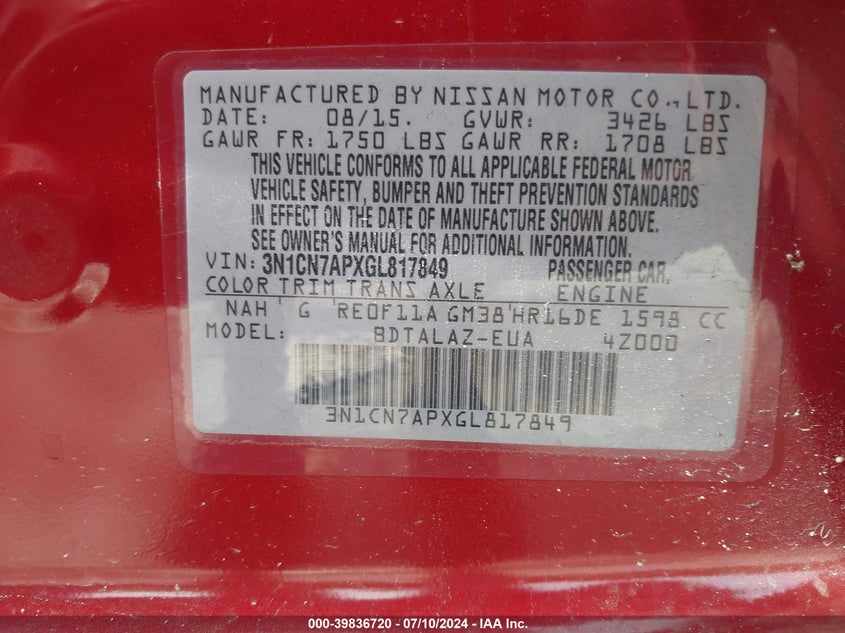 MANUFACTURED BY NISSAN MOTOR CO., LTD.
DATE: 08/15. GVWR: 3426 LBS
GAWR FR: 1750 LBS GAWR RR: 1708 LBS
THIS VEHICLE CONFORMS TO ALL APPLICABLE FEDERAL MOTOR
VEHICLE SAFETY, BUMPER AND THEFT PREVENTION STANDARDS
IN EFFECT ON THE DATE OF MANUFACTURE SHOWN ABOVE.
SEE OWNER'S MANUAL FOR ADDITIONAL INFORMATION.
VIN: 3N1CN7APXGL817849 PASSENGER CAR.
COLOR TRIM TRANS AXLE ENGINE
NAH G RE0F11A GM38 HR16DE 1598 CC
MODEL: BDTALAZ-EUA 4Z000
3N1CN7APXGL817849
000-39836720 — 07/10/2024 — IAA Inc.